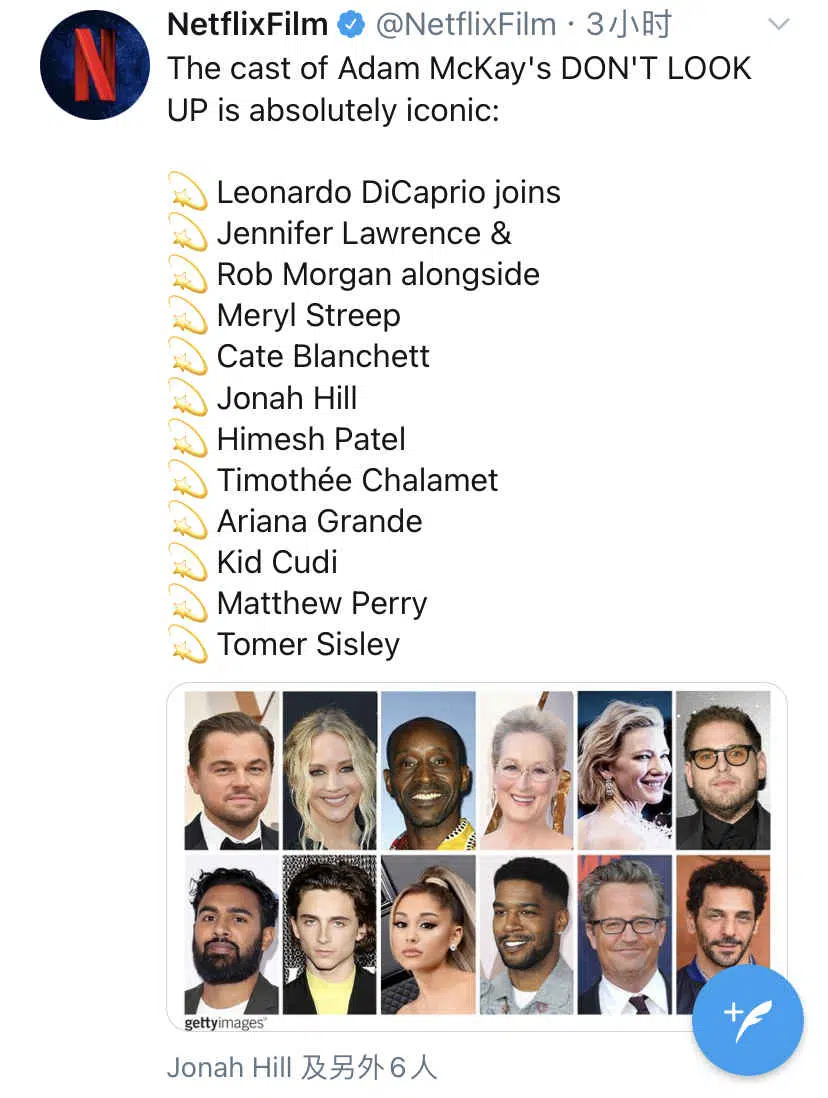 NetflixFilm @NetflixFilm · 3小时
The cast of Adam McKay's DON'T LOOK
UP is absolutely iconic:
💫 Leonardo DiCaprio joins
💫 Jennifer Lawrence &
💫 Rob Morgan alongside
💫 Meryl Streep
💫 Cate Blanchett
💫 Jonah Hill
💫 Himesh Patel
💫 Timothée Chalamet
💫 Ariana Grande
💫 Kid Cudi
💫 Matthew Perry
💫 Tomer Sisley
gettyimages®
Jonah Hill 及另外 6 人